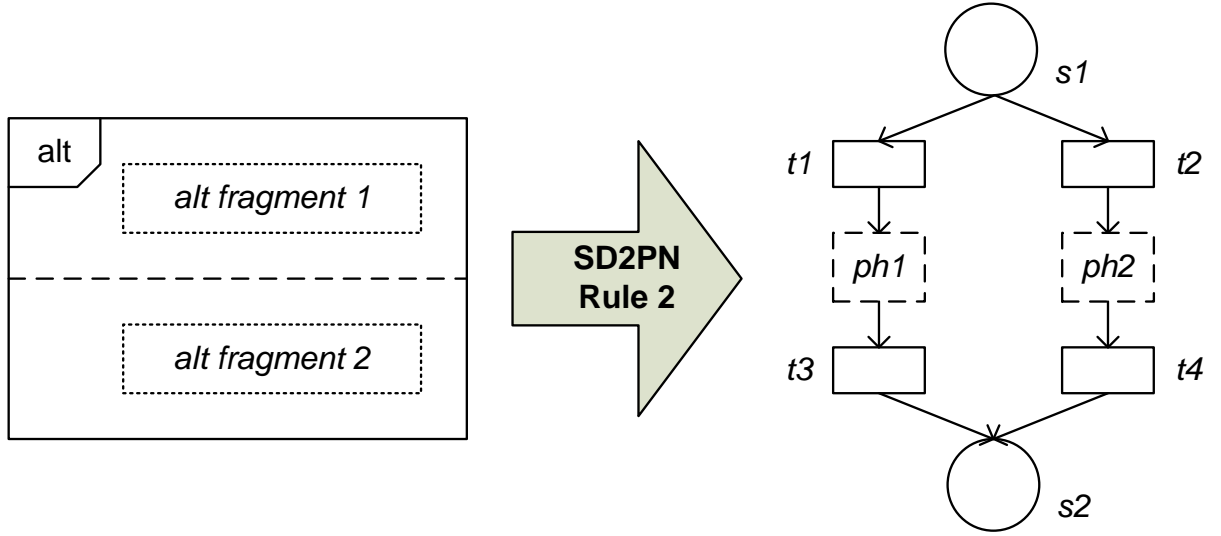 alt
alt fragment 1
alt fragment 2
SD2PN
Rule 2
s1
t1
t2
ph1
ph2
t3
t4
s2